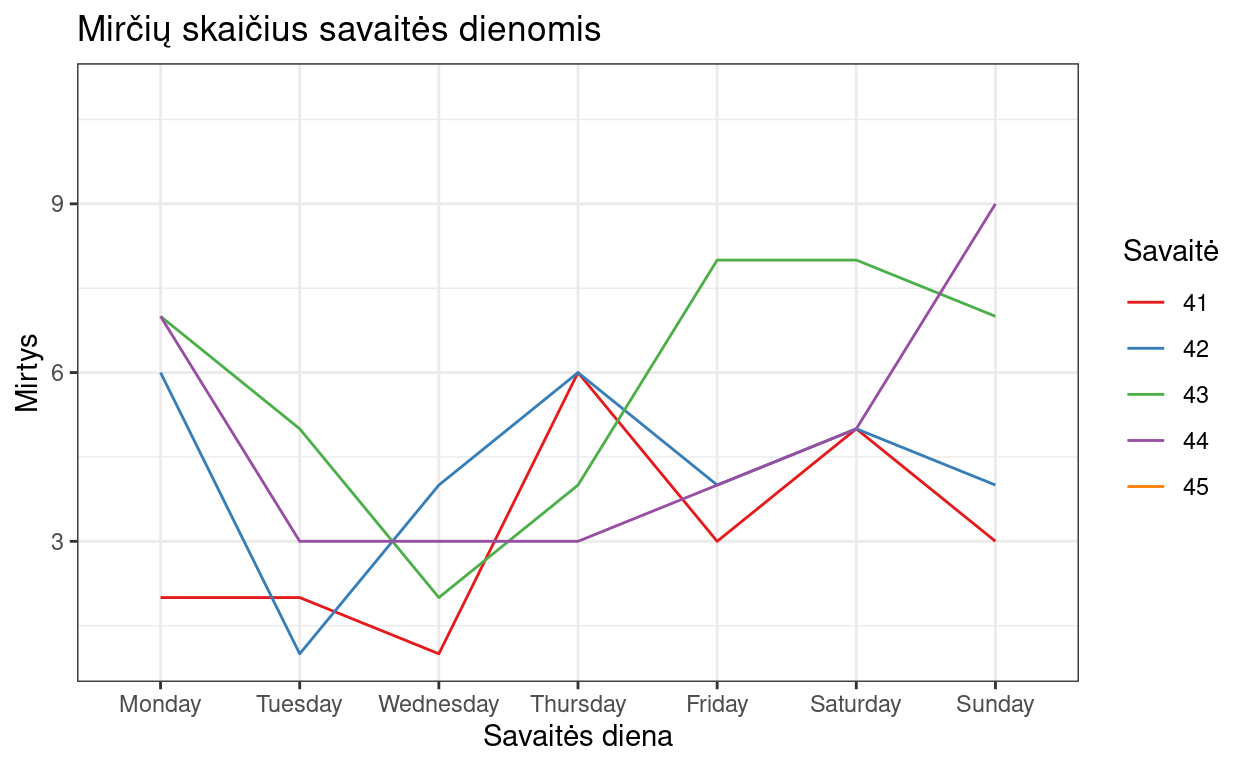 Mirčių skaičius savaitės dienomis
Mirtys
9
6
3
Monday Tuesday Wednesday Thursday Friday Saturday Sunday
Savaitės diena
Savaitė
41
42
43
44
45